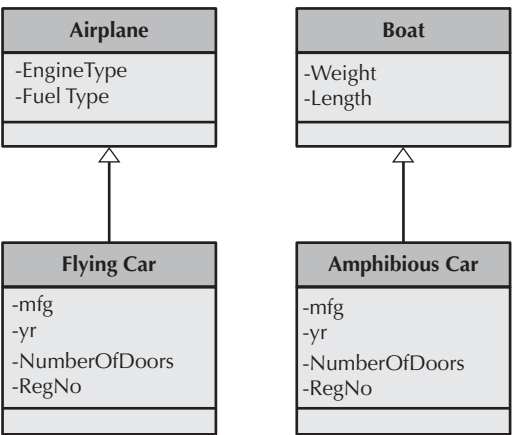 Airplane
-EngineType
-Fuel Type
Boat
-Weight
-Length
Flying Car
-mfg
-yr
-NumberOfDoors
-RegNo
Amphibious Car
-mfg
-yr
-NumberOfDoors
-RegNo